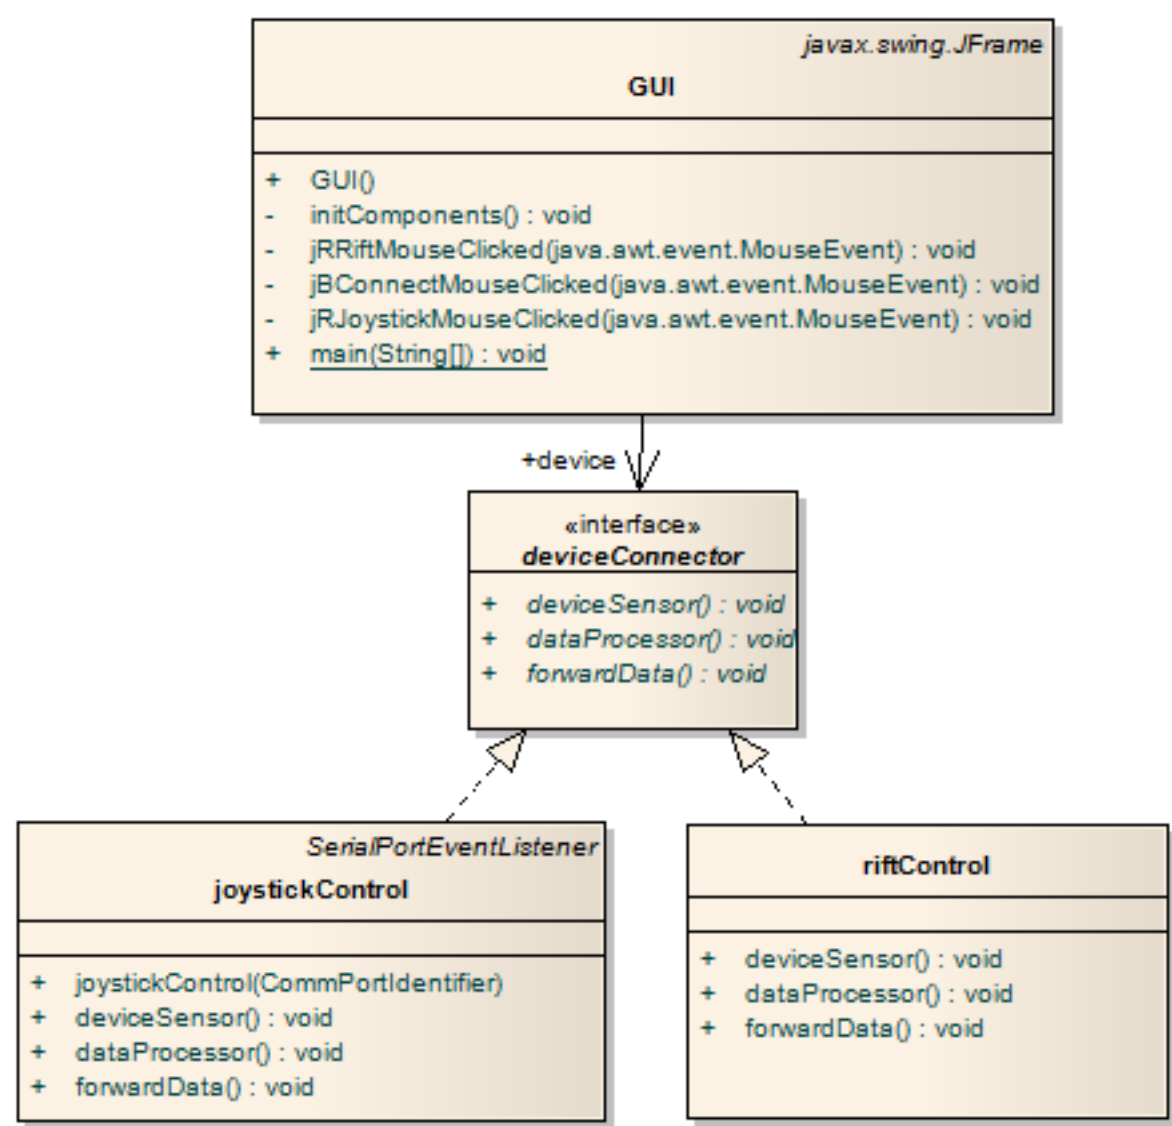 javax.swing.JFrame
GUI
+ GUI()
- initComponents() : void
- jRRiftMouseClicked(java.awt.event.MouseEvent) : void
- jBConnectMouseClicked(java.awt.event.MouseEvent) : void
- jRJoystickMouseClicked(java.awt.event.MouseEvent) : void
+ main(String[]) : void
+device
«interface»
deviceConnector
+ deviceSensor() : void
+ dataProcessor() : void
+ forwardData() : void
SerialPortEventListener
joystickControl
+ joystickControl(CommPortIdentifier)
+ deviceSensor() : void
+ dataProcessor() : void
+ forwardData() : void
riftControl
+ deviceSensor() : void
+ dataProcessor() : void
+ forwardData() : void